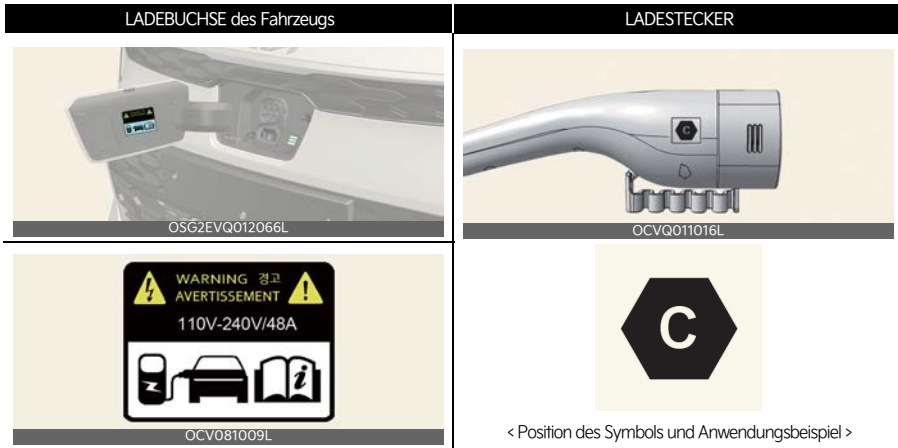 LADEBUCHSE des Fahrzeugs
LADESTECKER
OSG2EVQ012066L
C
OCVQ011016L
WARNING 경고
AVERTISSEMENT
110V-240V/48A
i
OCV081009L
C
< Position des Symbols und Anwendungsbeispiel >